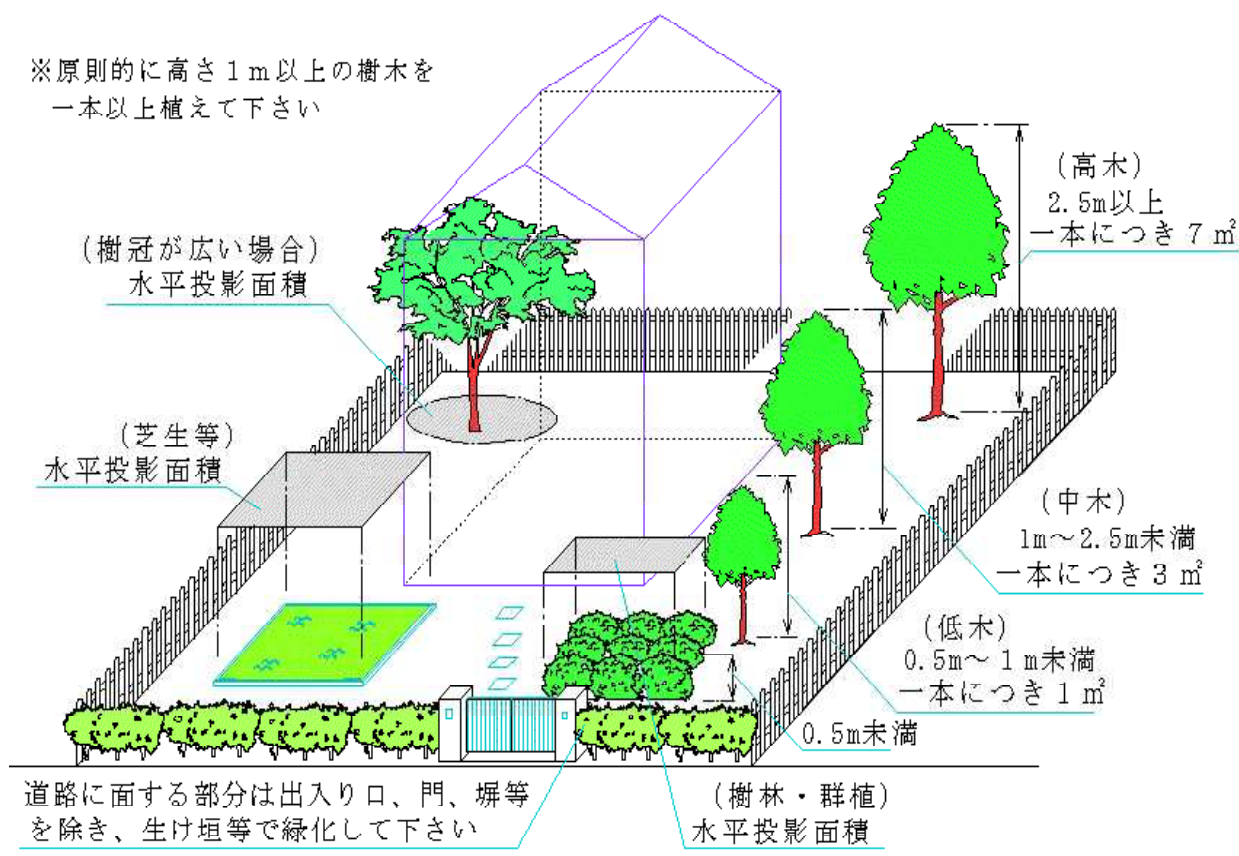 ※原則的に高さ１ｍ以上の樹木を
一本以上植えて下さい
(高木)
2.5m以上
一本につき７㎡
(樹冠が広い場合)
水平投影面積
(芝生等)
水平投影面積
(中木)
1m～2.5m未満
一本につき３㎡
(低木)
0.5m～１m未満
一本につき１㎡
0.5m未満
道路に面する部分は出入り口、門、塀等
を除き、生け垣等で緑化して下さい
(樹林・群植)
水平投影面積